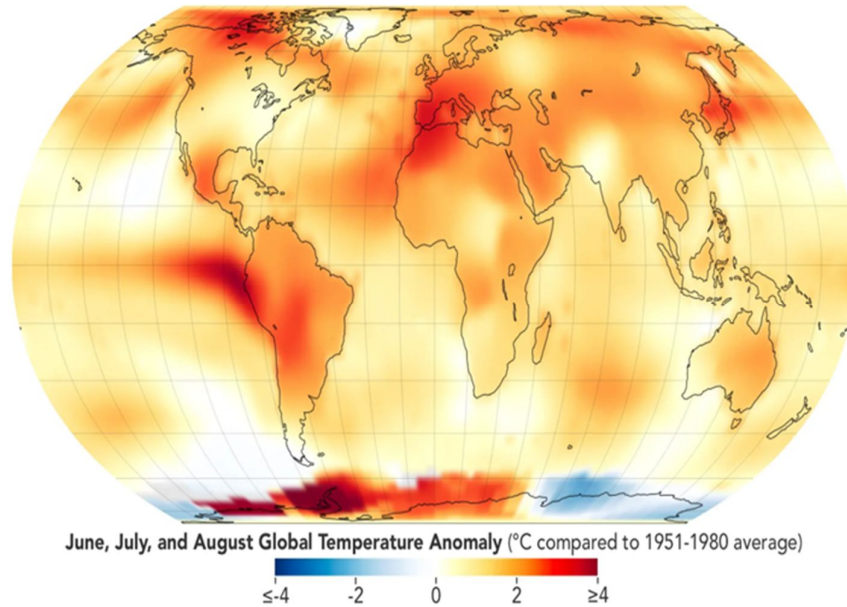 June, July, and August Global Temperature Anomaly (°C compared to 1951-1980 average)
≤-4 -2 0 2 ≥4